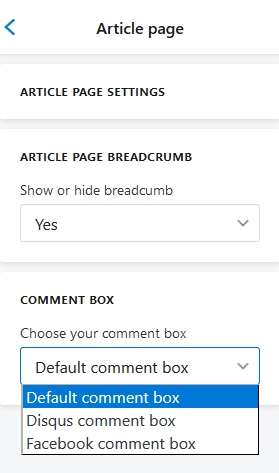 Article page
ARTICLE PAGE SETTINGS
ARTICLE PAGE BREADCRUMB
Show or hide breadcumb
Yes
COMMENT BOX
Choose your comment box
Default comment box
Default comment box
Disqus comment box
Facebook comment box